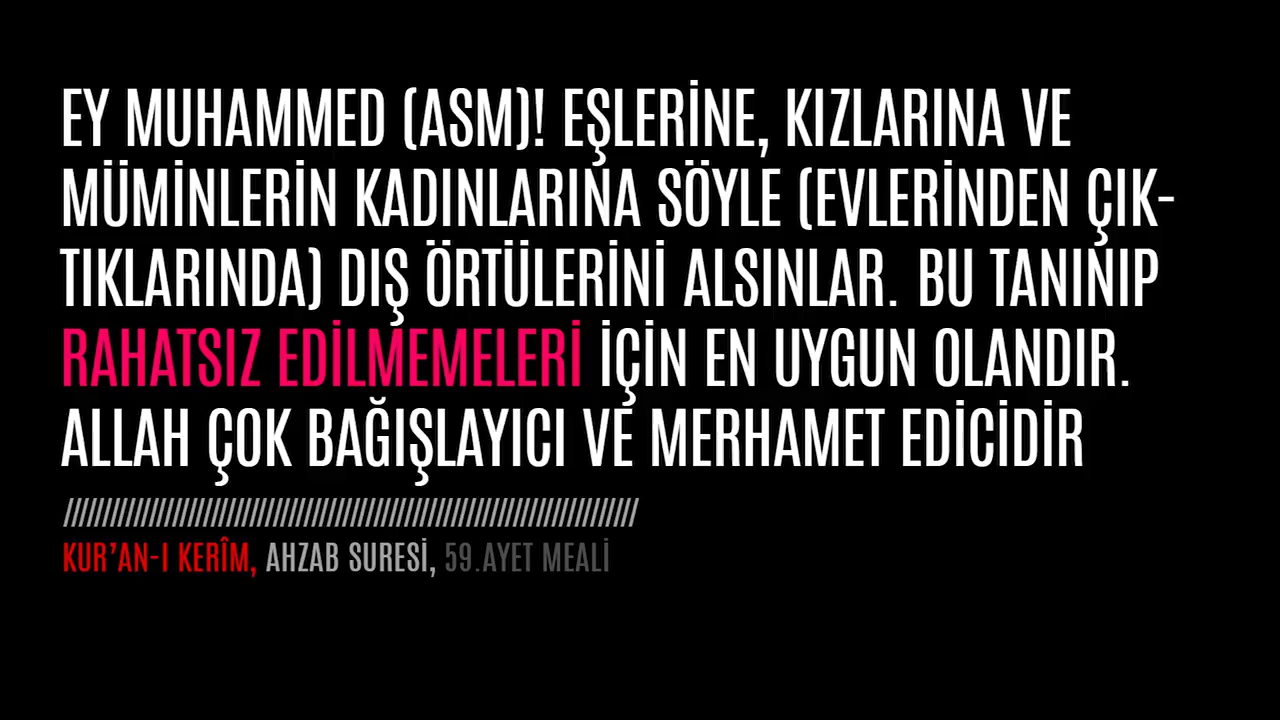 EY MUHAMMED (ASM)! EŞLERİNE, KIZLARINA VE
MÜMİNLERİN KADINLARINA SÖYLE (EVLERİNDEN ÇIK-
TIKLARINDA) DIŞ ÖRTÜLERİNİ ALSINLAR. BU TANINIP
RAHATSIZ EDİLMEMELERİ İÇİN EN UYGUN OLANDIR.
ALLAH ÇOK BAĞIŞLAYICI VE MERHAMET EDİCİDİR
KUR’AN-I KERÎM, AHZAB SURESİ, 59.AYET MEALİ